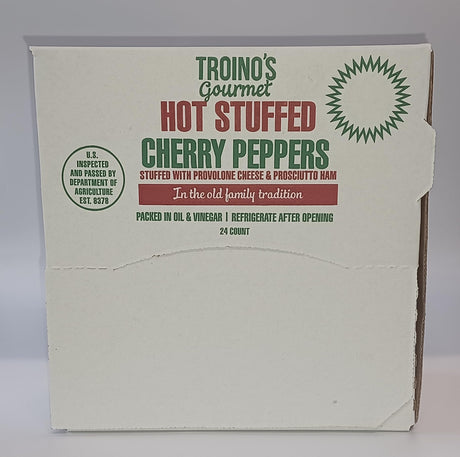 TROINO'S
Gourmet
HOT STUFFED
CHERRY PEPPERS
STUFFED WITH PROVOLONE CHEESE & PROSCIUTTO HAM
In the old family tradition
PACKED IN OIL & VINEGAR | REFRIGERATE AFTER OPENING
24 COUNT
U.S.
INSPECTED
AND PASSED BY
DEPARTMENT OF
AGRICULTURE
EST. 8378